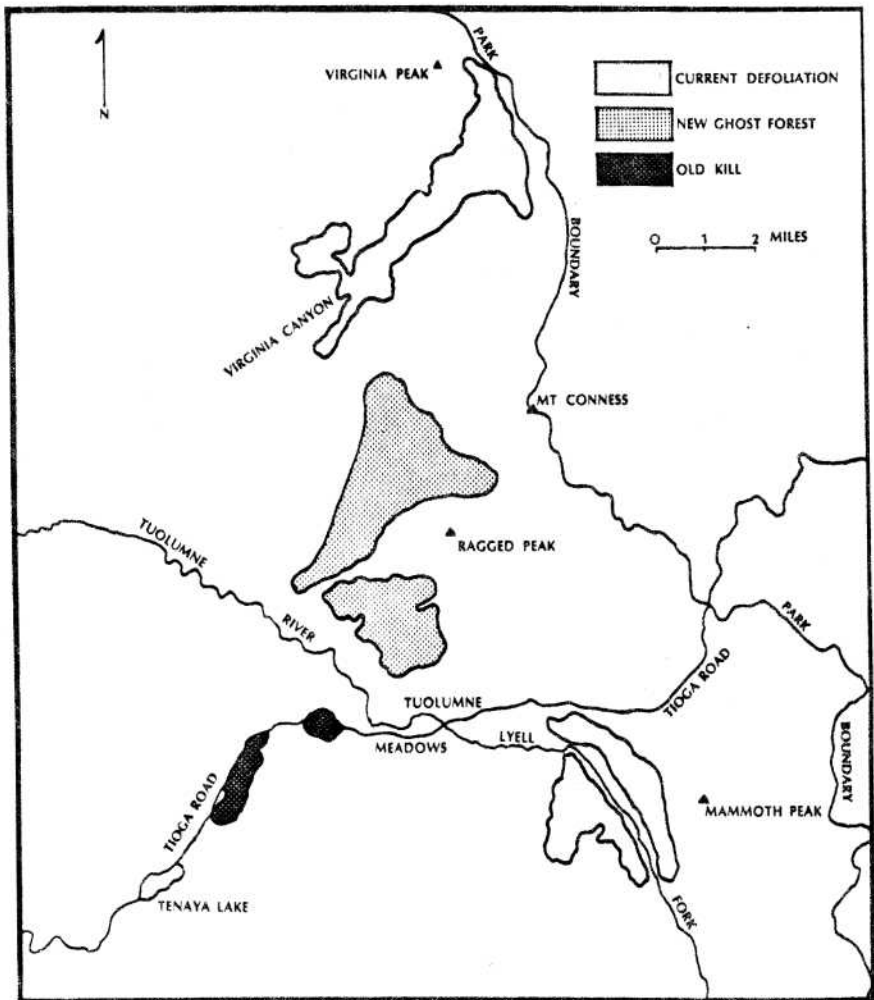 N
VIRGINIA PEAK
PARK
BOUNDARY
CURRENT DEFOLIATION
NEW GHOST FOREST
OLD KILL
0 1 2 MILES
VIRGINIA CANYON
MT CONNESS
RAGGED PEAK
TUOLUMNE
RIVER
PARK
BOUNDARY
TIOGA ROAD
TUOLUMNE
MEADOWS
LYELL
FORK
MAMMOTH PEAK
TIOGA ROAD
TENAYA LAKE